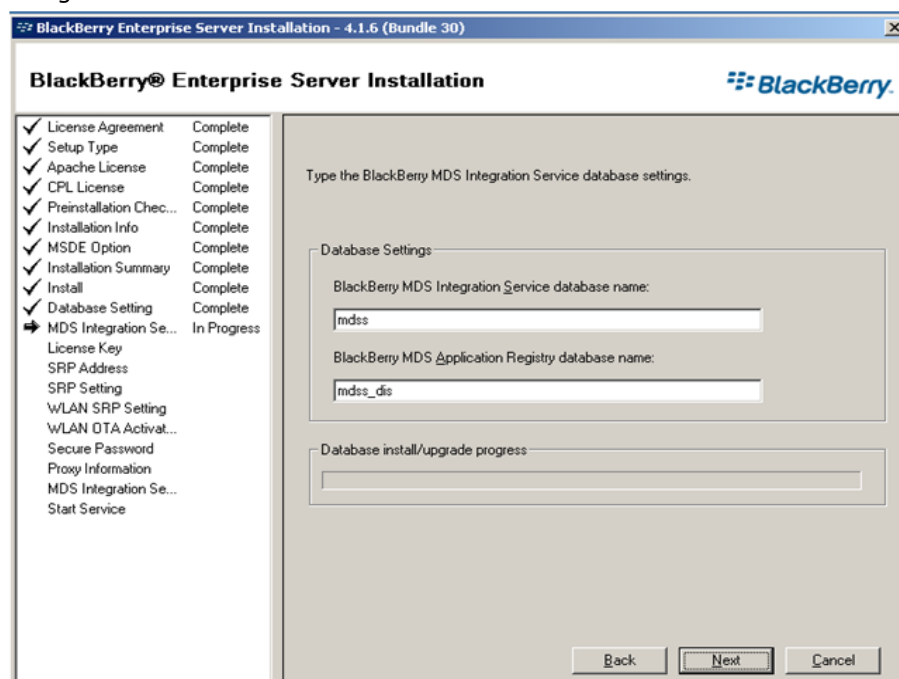 BlackBerry Enterprise Server Installation - 4.1.6 (Bundle 30)
BlackBerry® Enterprise Server Installation
BlackBerry.
License Agreement Complete
Setup Type Complete
Apache License Complete
CPL License Complete
Preinstallation Chec... Complete
Installation Info Complete
MSDE Option Complete
Installation Summary Complete
Install Complete
Database Setting Complete
MDS Integration Se... In Progress
License Key
SRP Address
SRP Setting
WLAN SRP Setting
WLAN OTA Activat...
Secure Password
Proxy Information
MDS Integration Se...
Start Service
Type the BlackBerry MDS Integration Service database settings.
Database Settings
BlackBerry MDS Integration Service database name:
mdss
BlackBerry MDS Application Registry database name:
mdss_dis
Database install/upgrade progress
Back Next Cancel